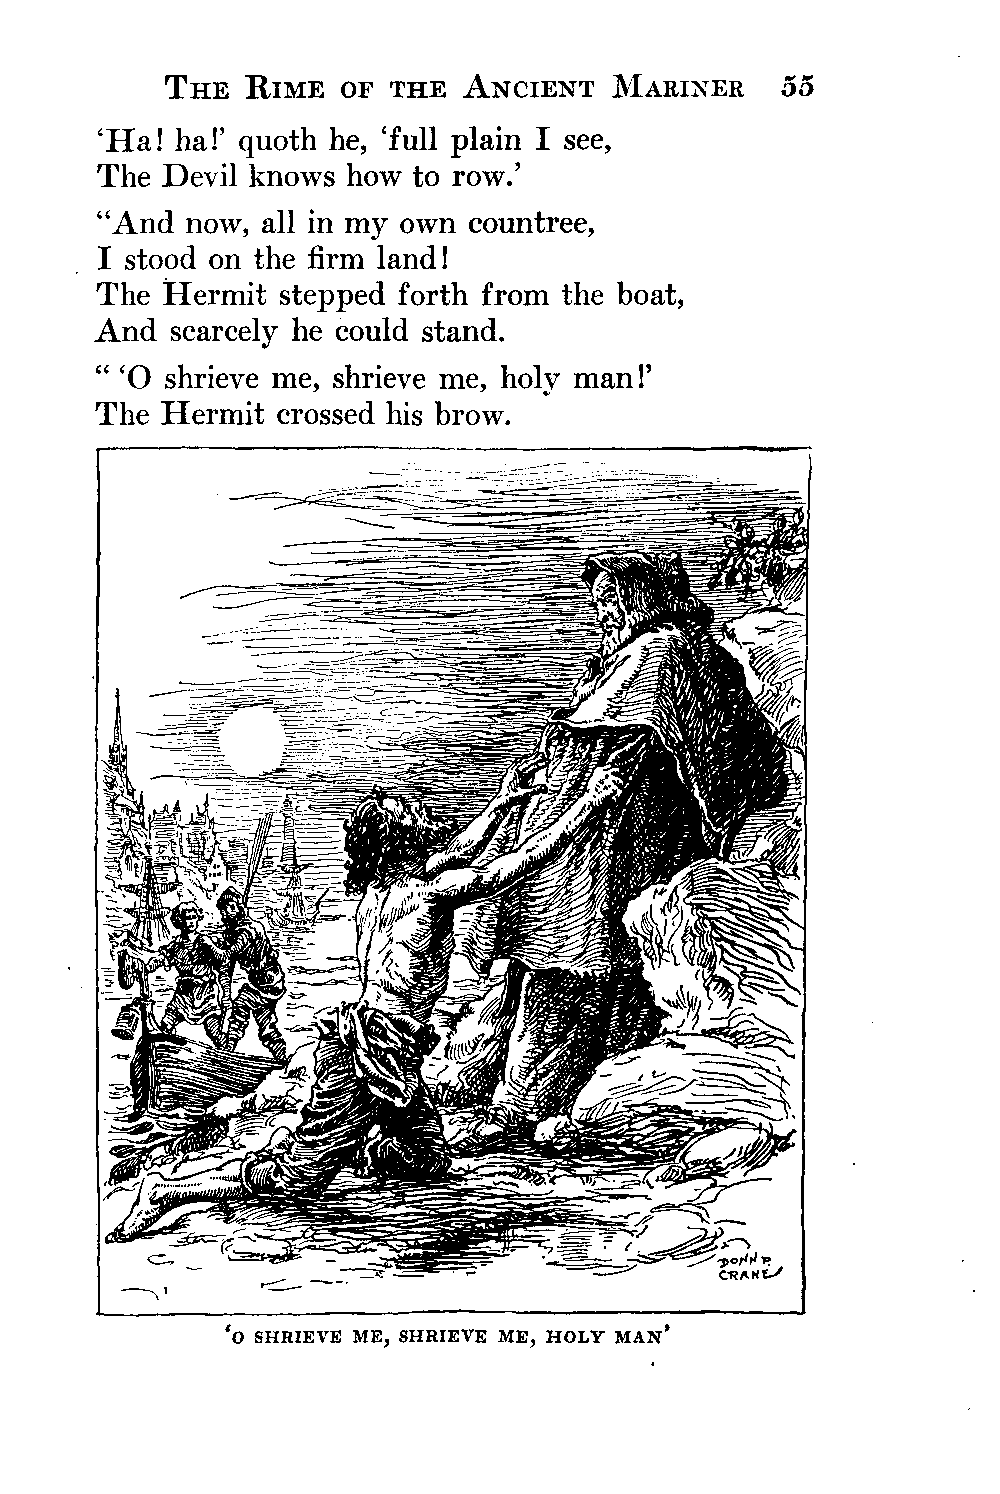 THE RIME OF THE ANCIENT MARINER 55
‘Ha! ha!’ quoth he, ‘full plain I see,
The Devil knows how to row.’
“And now, all in my own countree,
I stood on the firm land!
The Hermit stepped forth from the boat,
And scarcely he could stand.
“ ‘O shrieve me, shrieve me, holy man!’
The Hermit crossed his brow.
DONN P.
CRANE
‘O SHRIEVE ME, SHRIEVE ME, HOLY MAN’